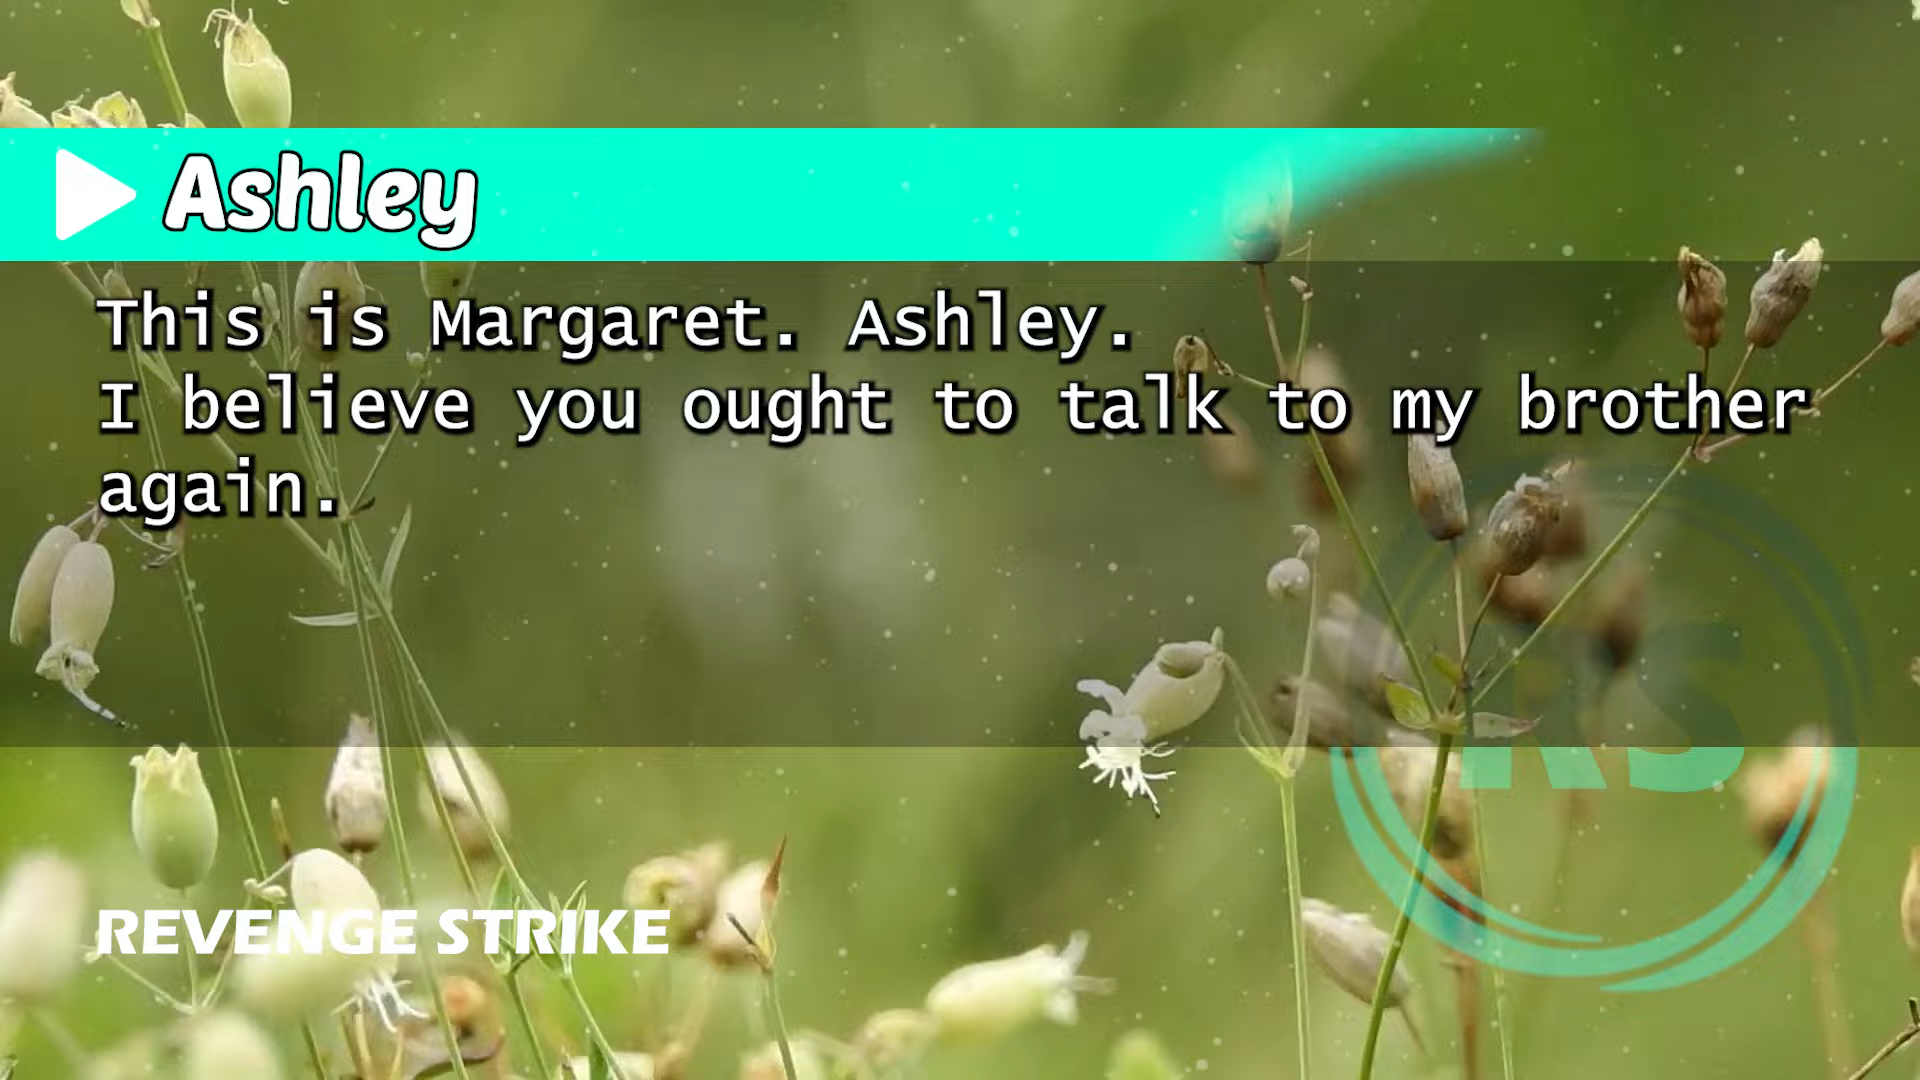 Ashley
This is Margaret. Ashley.
I believe you ought to talk to my brother
again.
RS
REVENGE STRIKE